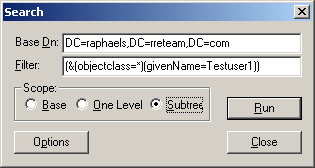 Search
Base Dn: DC=raphaels,DC=rreteam,DC=com
Filter: (&(objectclass=*)(givenName=Testuser1))
Scope:
Base One Level Subtree Run
Options Close